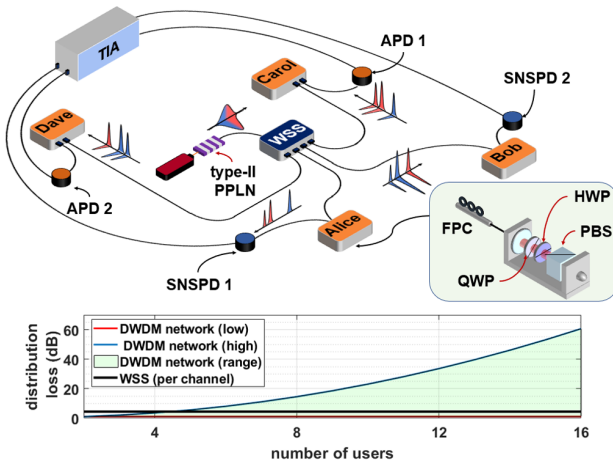 TIA
APD 1
Carol
SNSPD 2
Dave
WSS
Bob
type-II
PPLN
APD 2
Alice
SNSPD 1
FPC
HWP
PBS
QWP
distribution
loss (dB)
60
40
20
0
DWDM network (low)
DWDM network (high)
DWDM network (range)
WSS (per channel)
4
8
12
16
number of users